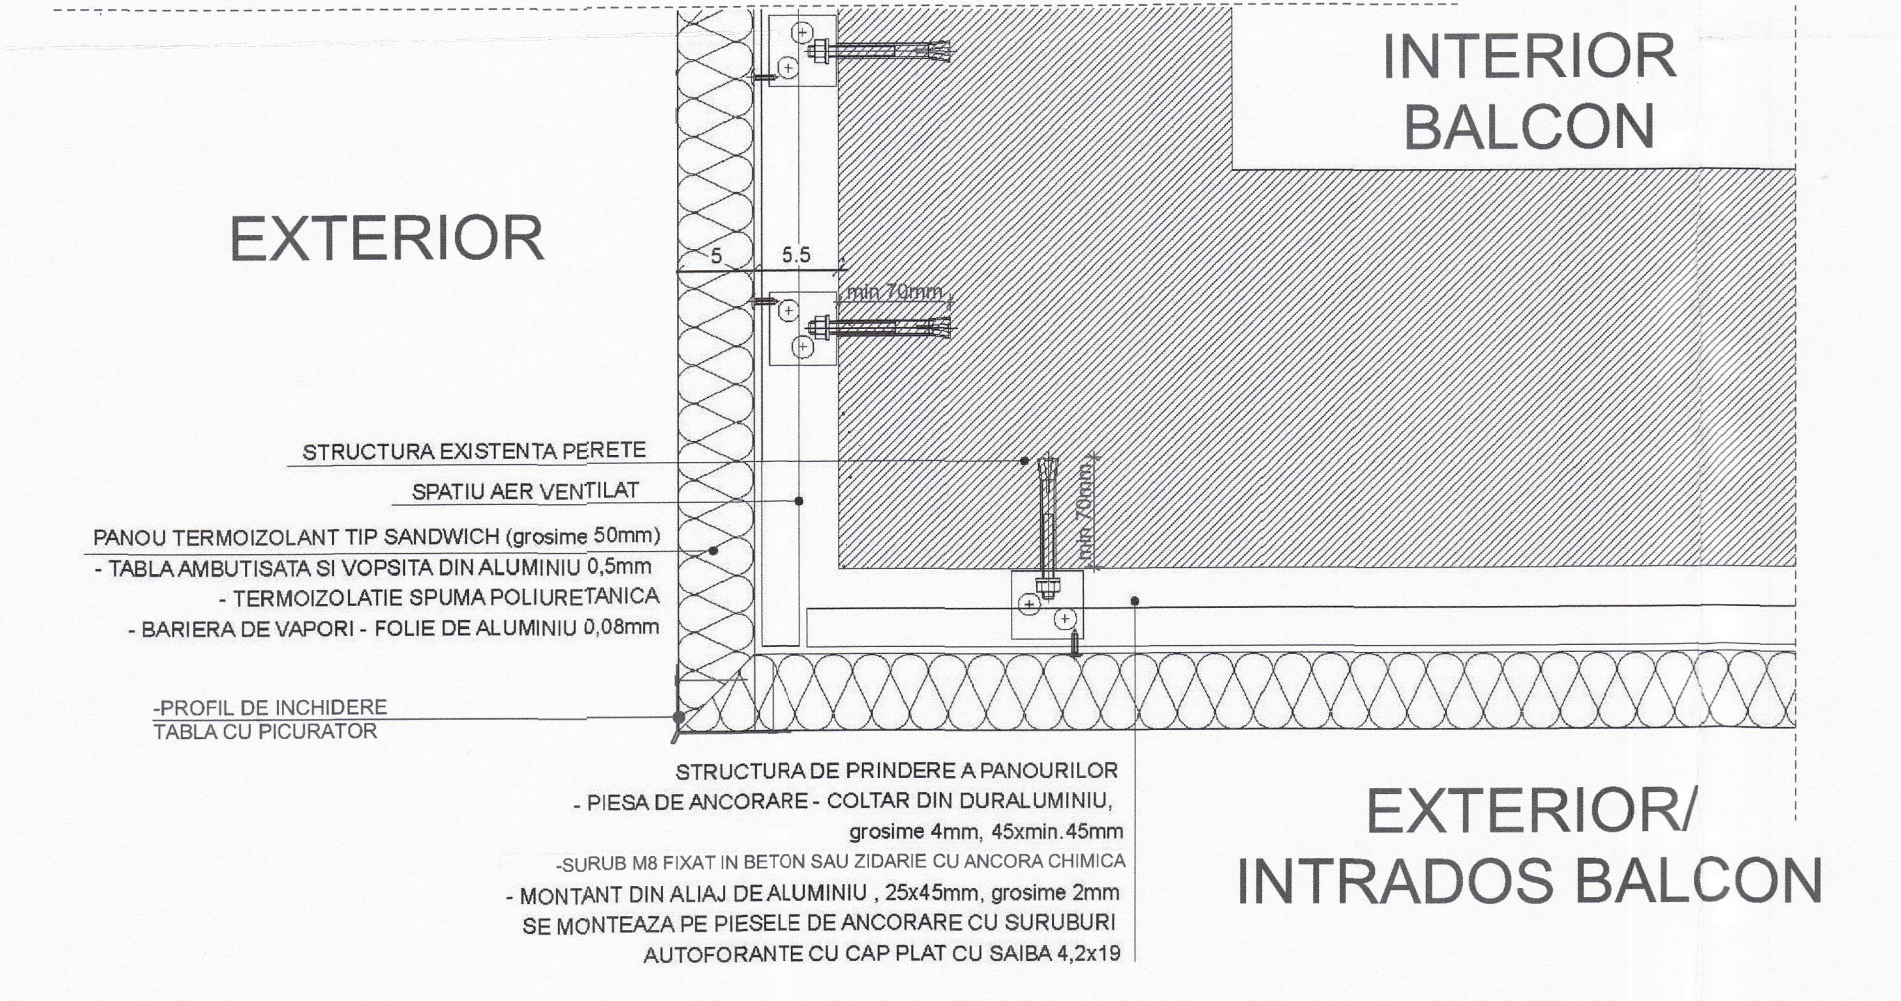 INTERIOR
BALCON
EXTERIOR
5
5.5
min 70mm
STRUCTURA EXISTENTA PERETE
SPATIU AER VENTILAT
min 70mm
PANOU TERMOIZOLANT TIP SANDWICH (grosime 50mm)
- TABLA AMBUTISATA SI VOPSITA DIN ALUMINIU 0,5mm
- TERMOIZOLATIE SPUMA POLIURETANICA
- BARIERA DE VAPORI - FOLIE DE ALUMINIU 0,08mm
-PROFIL DE INCHIDERE
TABLA CU PICURATOR
STRUCTURA DE PRINDERE A PANOURILOR
- PIESA DE ANCORARE - COLTAR DIN DURALUMINIU,
grosime 4mm, 45xmin.45mm
-SURUB M8 FIXAT IN BETON SAU ZIDARIE CU ANCORA CHIMICA
- MONTANT DIN ALIAJ DE ALUMINIU , 25x45mm, grosime 2mm
SE MONTEAZA PE PIESELE DE ANCORARE CU SURUBURI
AUTOFORANTE CU CAP PLAT CU SAIBA 4,2x19
EXTERIOR/
INTRADOS BALCON